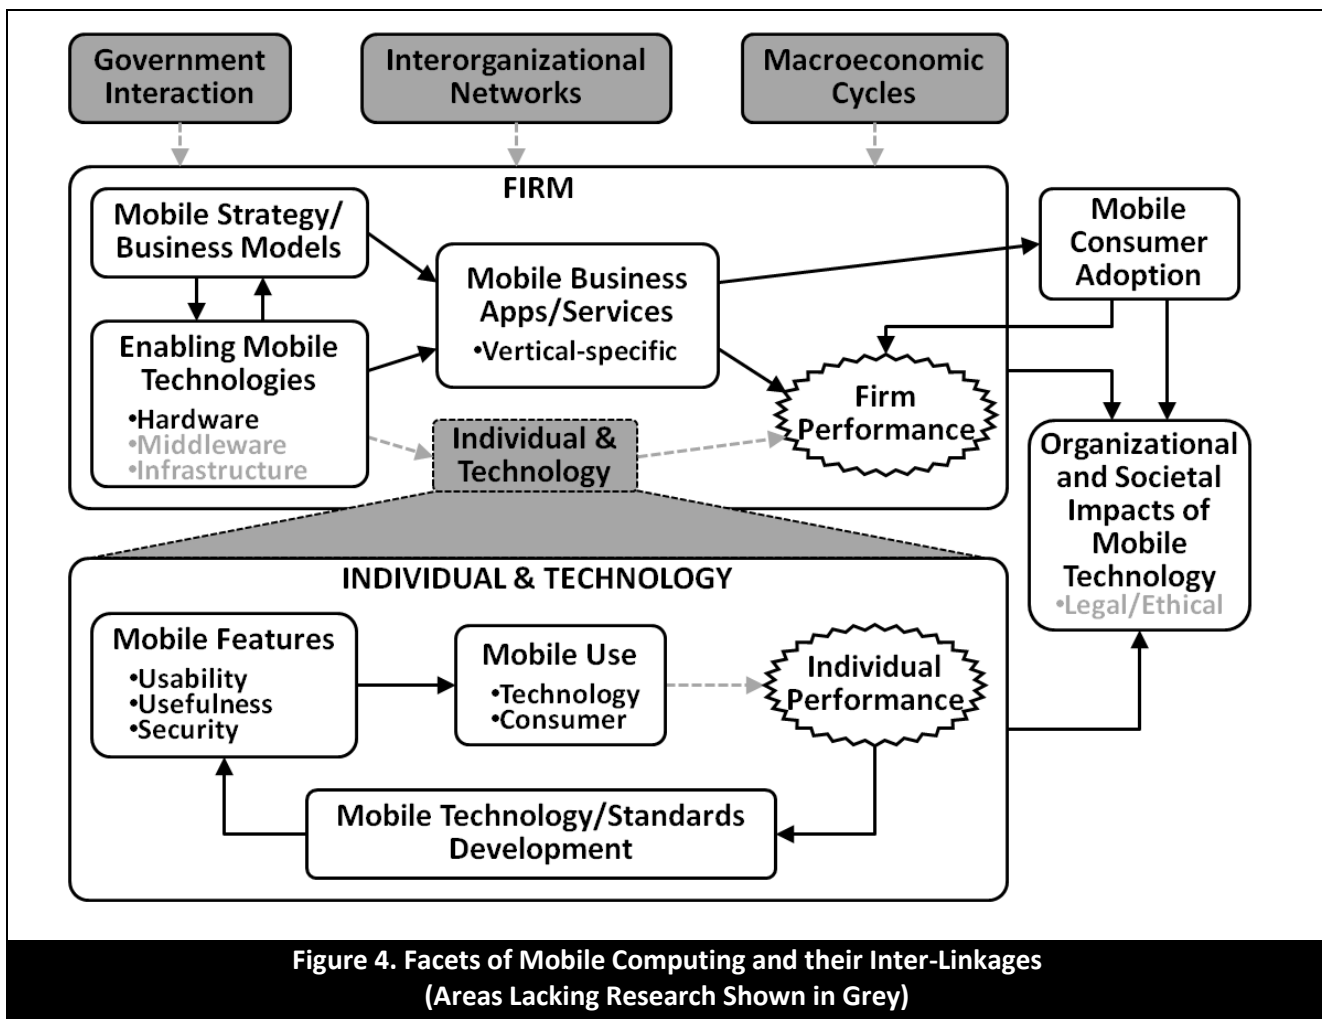 Government
Interaction
Interorganizational
Networks
Macroeconomic
Cycles
FIRM
Mobile Strategy/
Business Models
Enabling Mobile
Technologies
•Hardware
•Middleware
•Infrastructure
Mobile Business
Apps/Services
•Vertical-specific
Individual &
Technology
Firm
Performance
Mobile
Consumer
Adoption
Organizational
and Societal
Impacts of
Mobile
Technology
•Legal/Ethical
INDIVIDUAL & TECHNOLOGY
Mobile Features
•Usability
•Usefulness
•Security
Mobile Use
•Technology
•Consumer
Individual
Performance
Mobile Technology/Standards
Development
Figure 4. Facets of Mobile Computing and their Inter-Linkages
(Areas Lacking Research Shown in Grey)